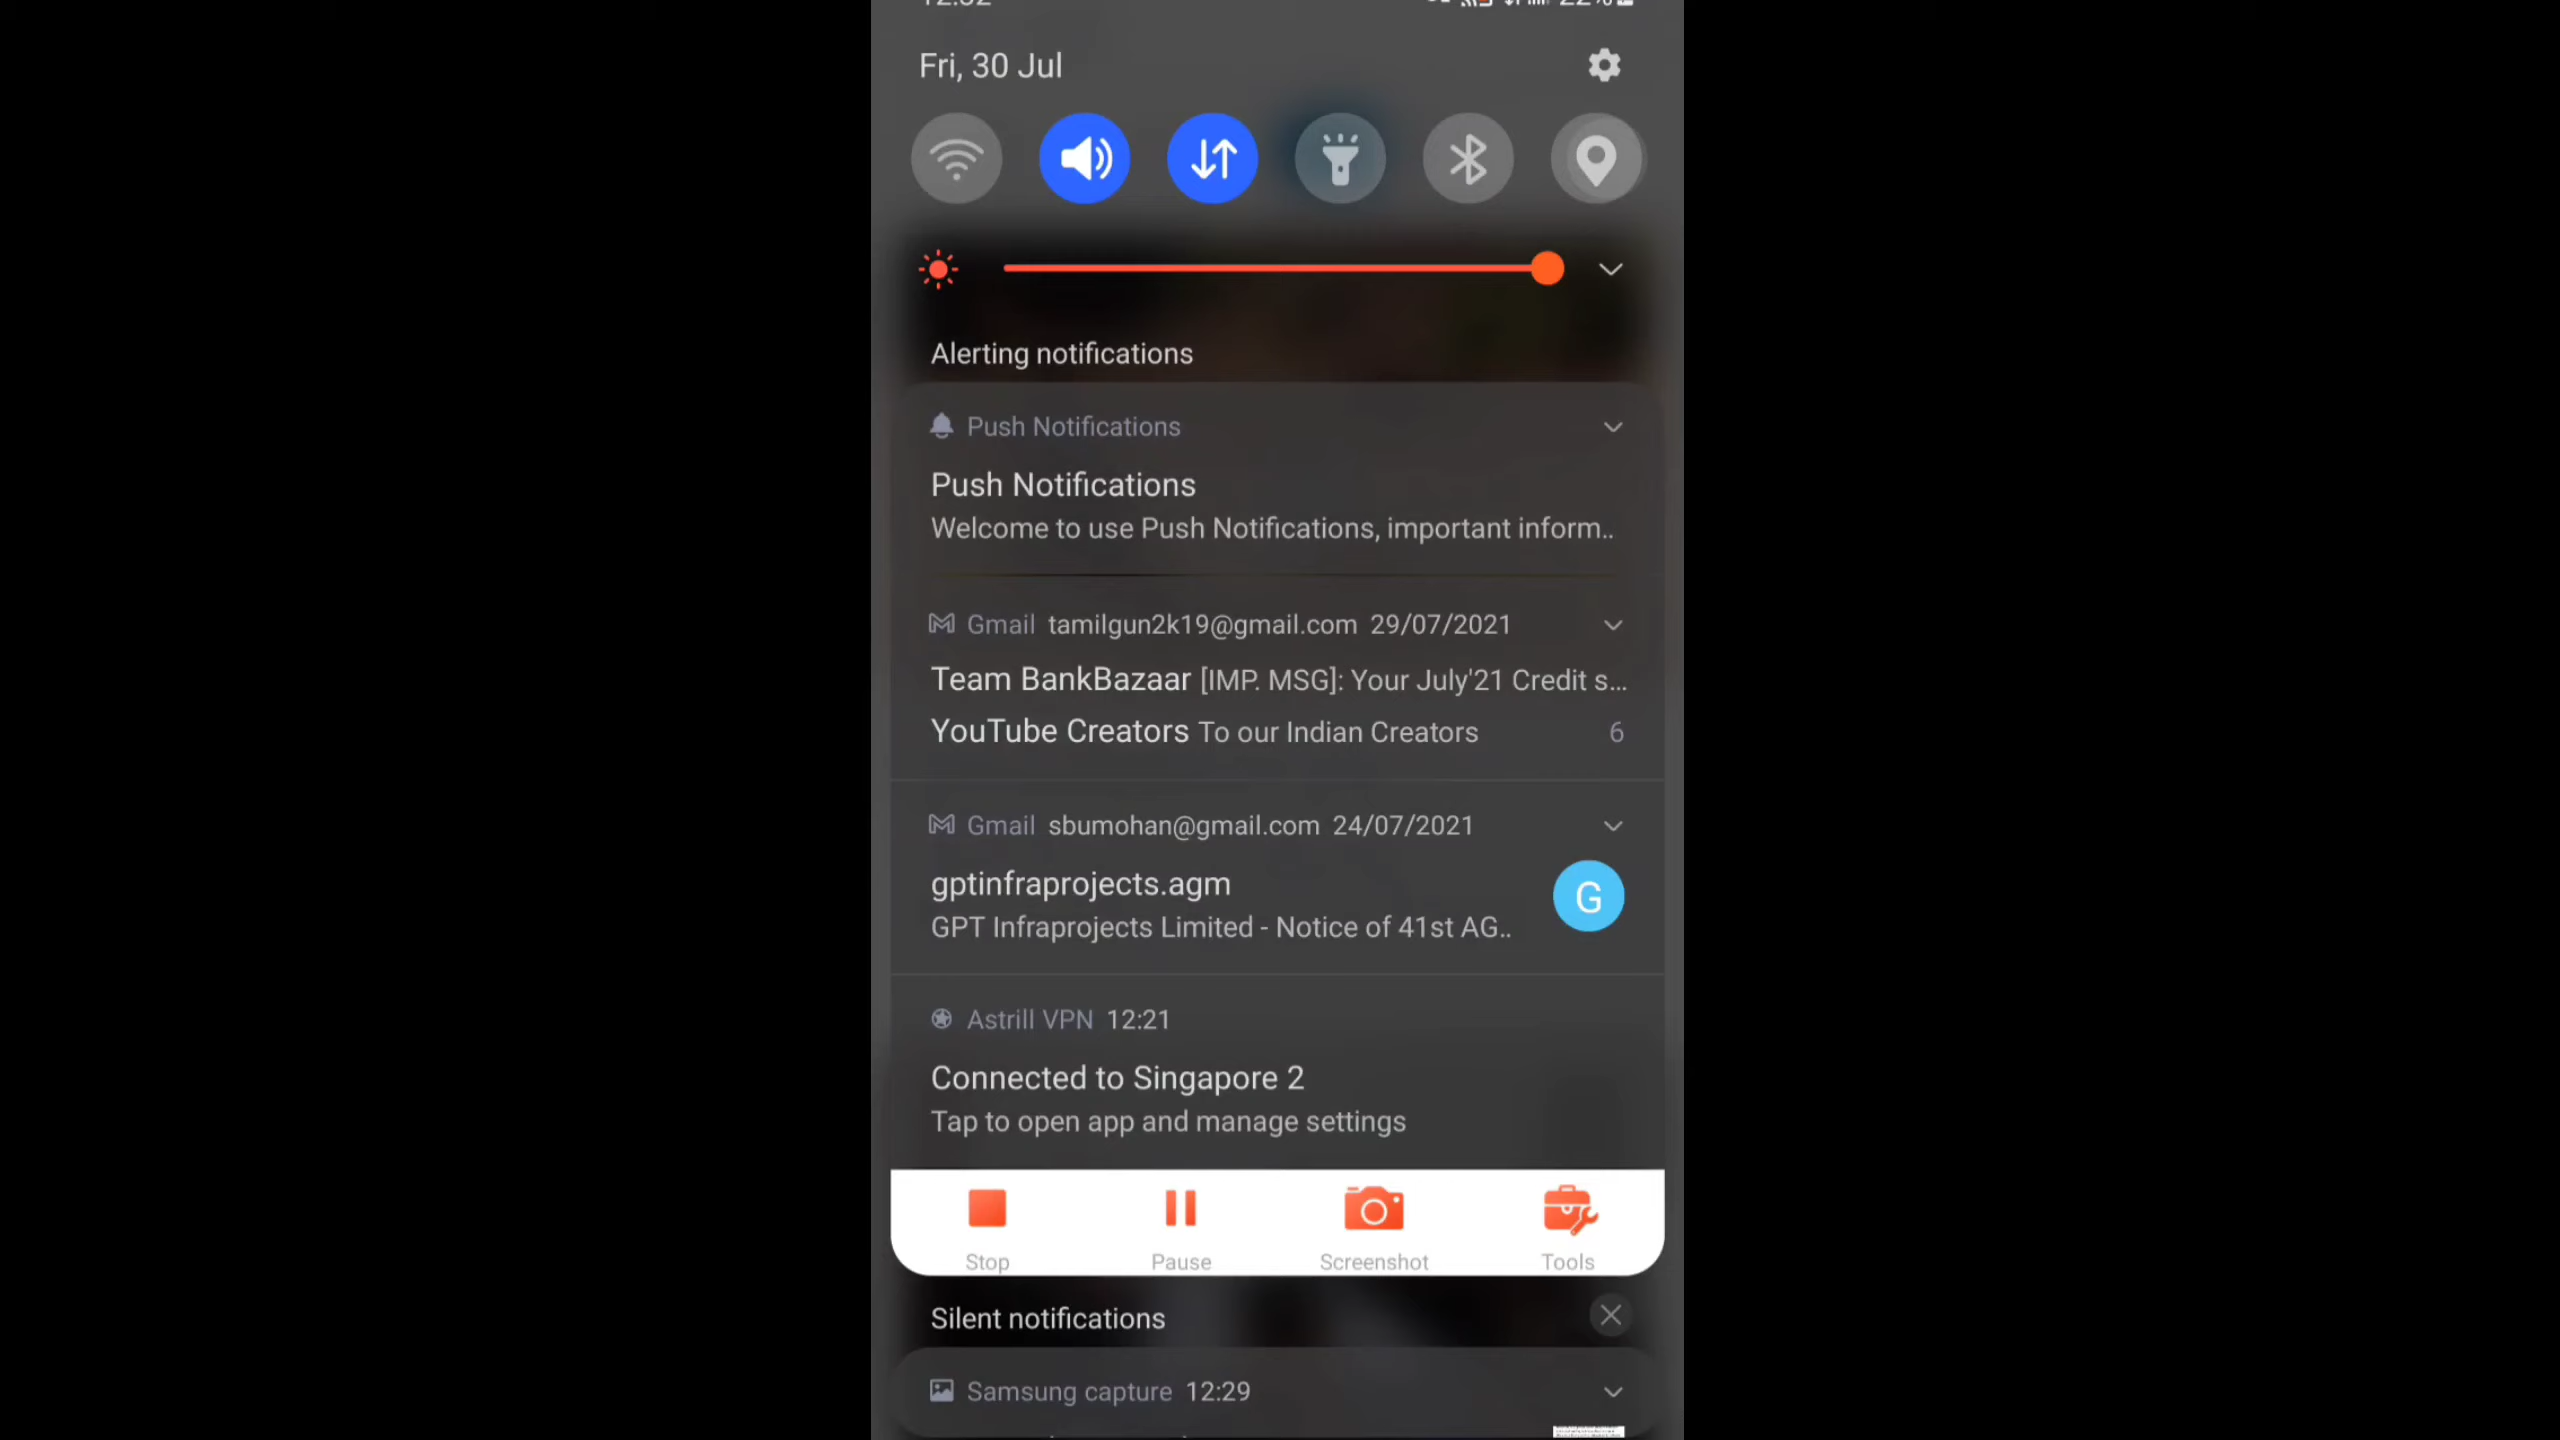 Fri, 30 Jul
Alerting notifications
Push Notifications
Push Notifications
Welcome to use Push Notifications, important inform..
Gmail tamilgun2k19@gmail.com 29/07/2021
Team BankBazaar [IMP. MSG]: Your July'21 Credit s...
YouTube Creators To our Indian Creators 6
Gmail sbumohan@gmail.com 24/07/2021
gptinfraprojects.agm
G
GPT Infraprojects Limited - Notice of 41st AG..
Astrill VPN 12:21
Connected to Singapore 2
Tap to open app and manage settings
Stop Pause Screenshot Tools
Silent notifications
Samsung capture 12:29